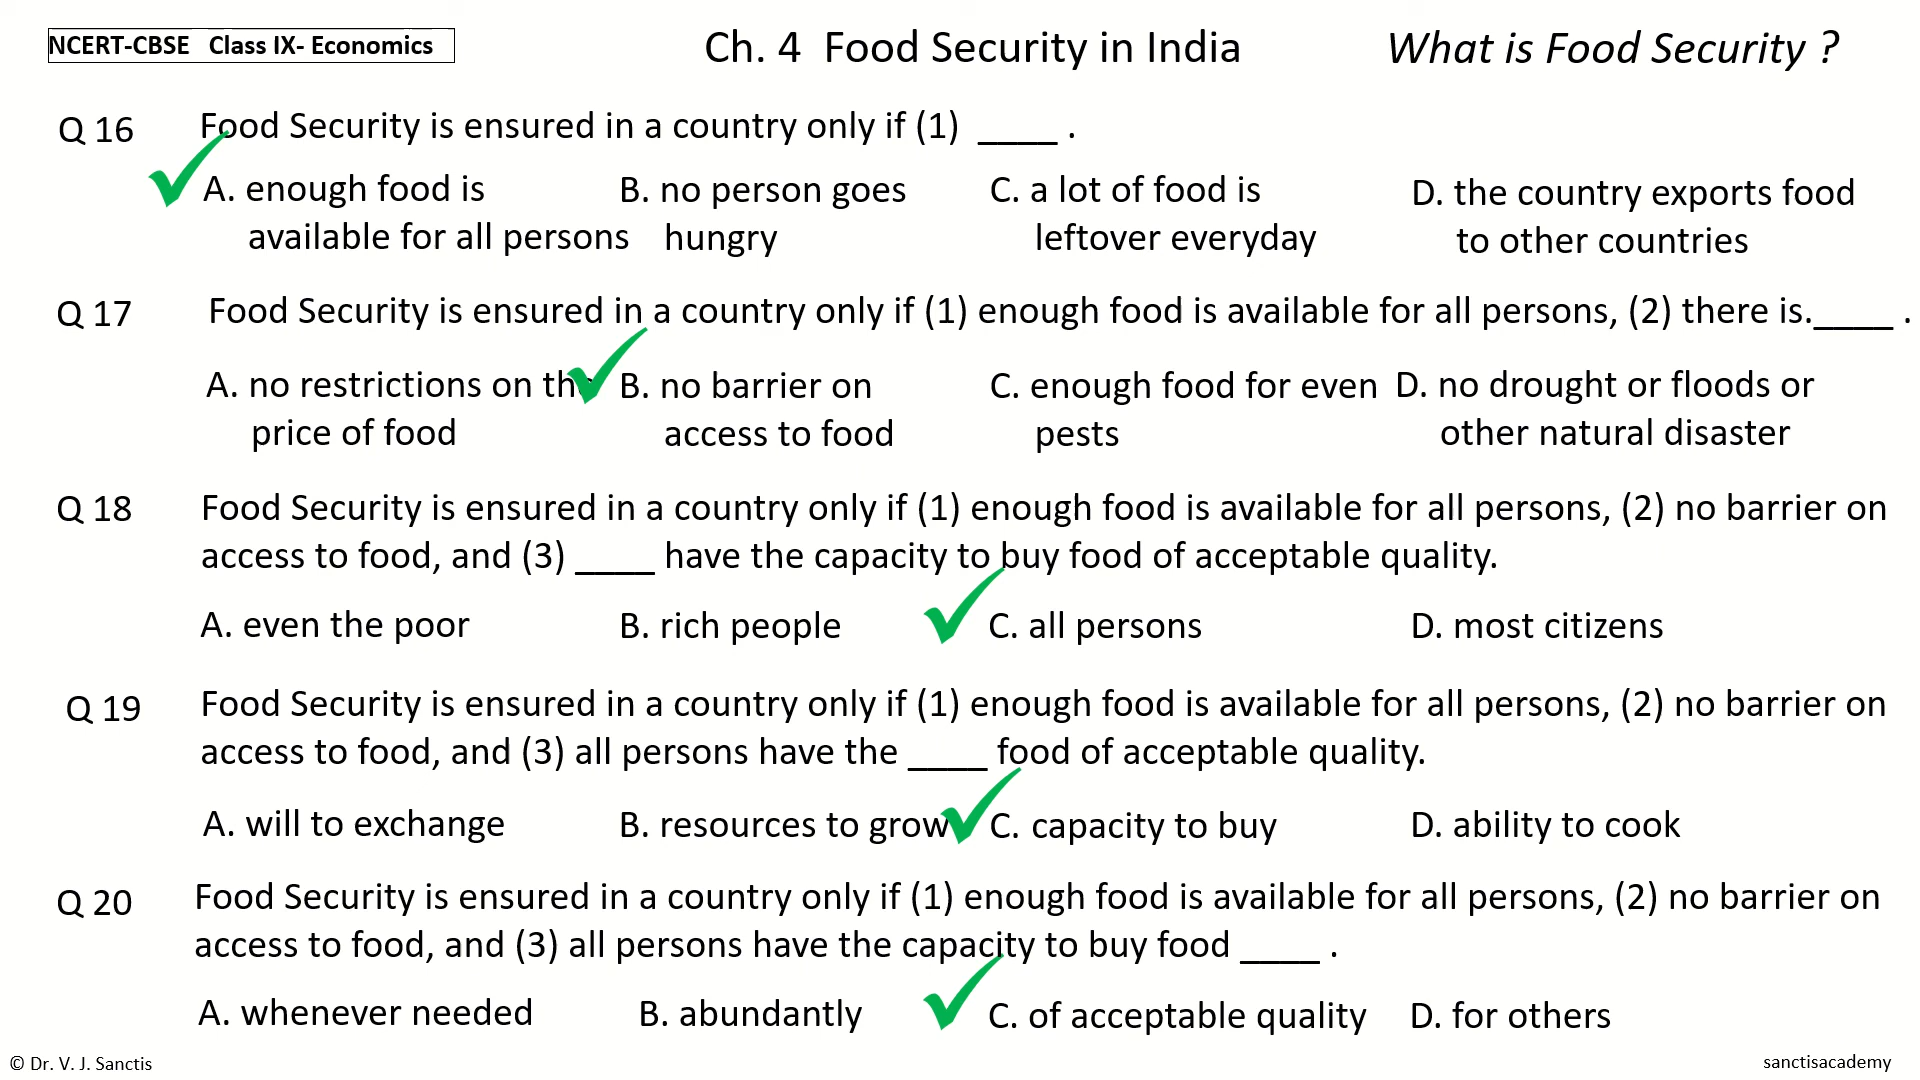 NCERT-CBSE Class IX- Economics
Ch. 4 Food Security in India
What is Food Security ?
Q 16 Food Security is ensured in a country only if (1) ____ .
A. enough food is available for all persons
B. no person goes hungry
C. a lot of food is leftover everyday
D. the country exports food to other countries
Q 17 Food Security is ensured in a country only if (1) enough food is available for all persons, (2) there is.____ .
A. no restrictions on the price of food
B. no barrier on access to food
C. enough food for even pests
D. no drought or floods or other natural disaster
Q 18 Food Security is ensured in a country only if (1) enough food is available for all persons, (2) no barrier on
access to food, and (3) ____ have the capacity to buy food of acceptable quality.
A. even the poor
B. rich people
C. all persons
D. most citizens
Q 19 Food Security is ensured in a country only if (1) enough food is available for all persons, (2) no barrier on
access to food, and (3) all persons have the ____ food of acceptable quality.
A. will to exchange
B. resources to grow
C. capacity to buy
D. ability to cook
Q 20 Food Security is ensured in a country only if (1) enough food is available for all persons, (2) no barrier on
access to food, and (3) all persons have the capacity to buy food ____ .
A. whenever needed
B. abundantly
C. of acceptable quality
D. for others
© Dr. V. J. Sanctis
sanctisacademy